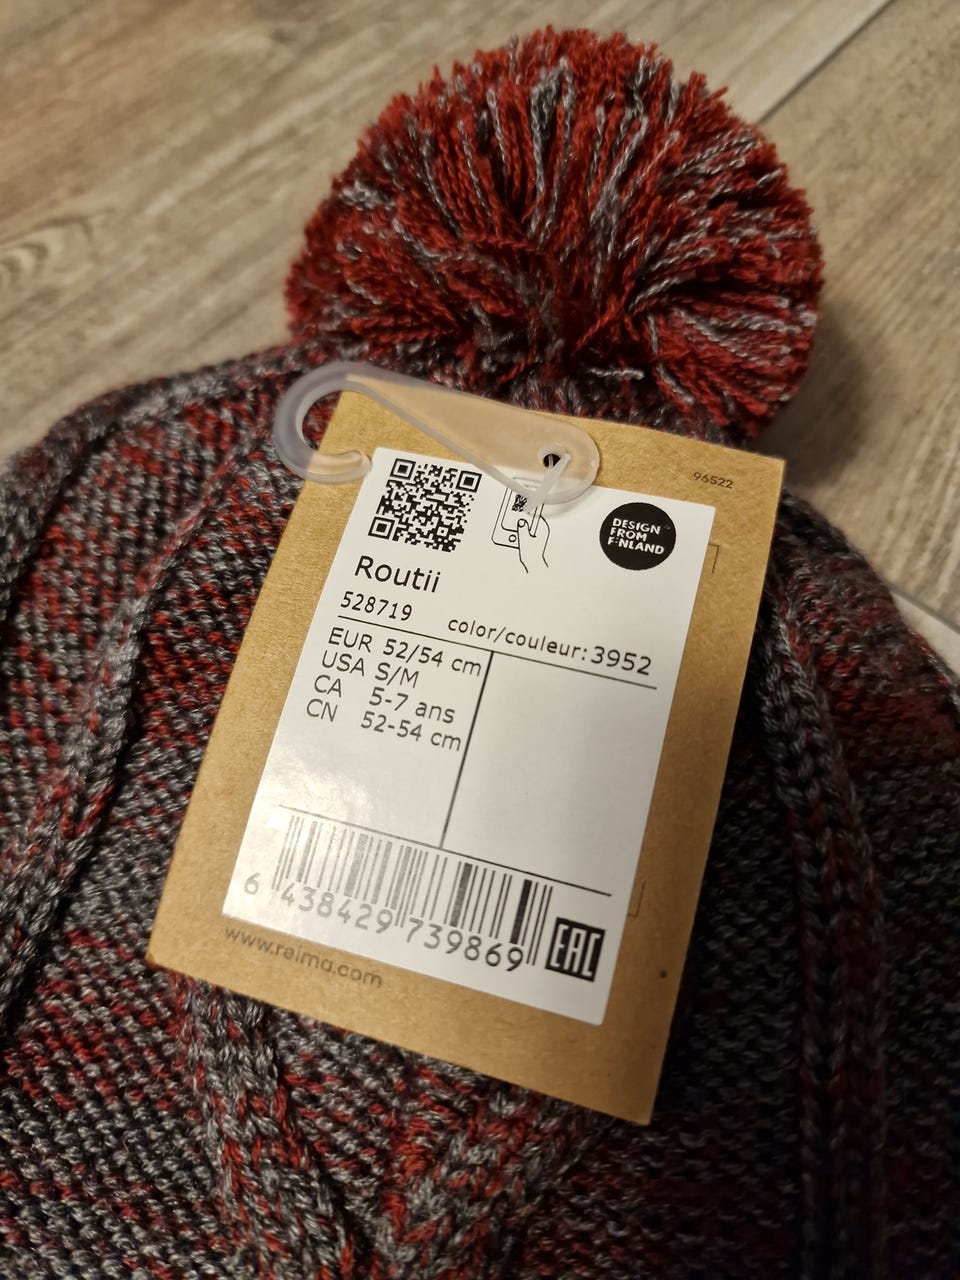 96522
DESIGN
FROM
FINLAND
Routii
528719 color/couleur: 3952
EUR 52/54 cm
USA S/M
CA 5-7 ans
CN 52-54 cm
6 438429 739869
EAC
www.reima.com